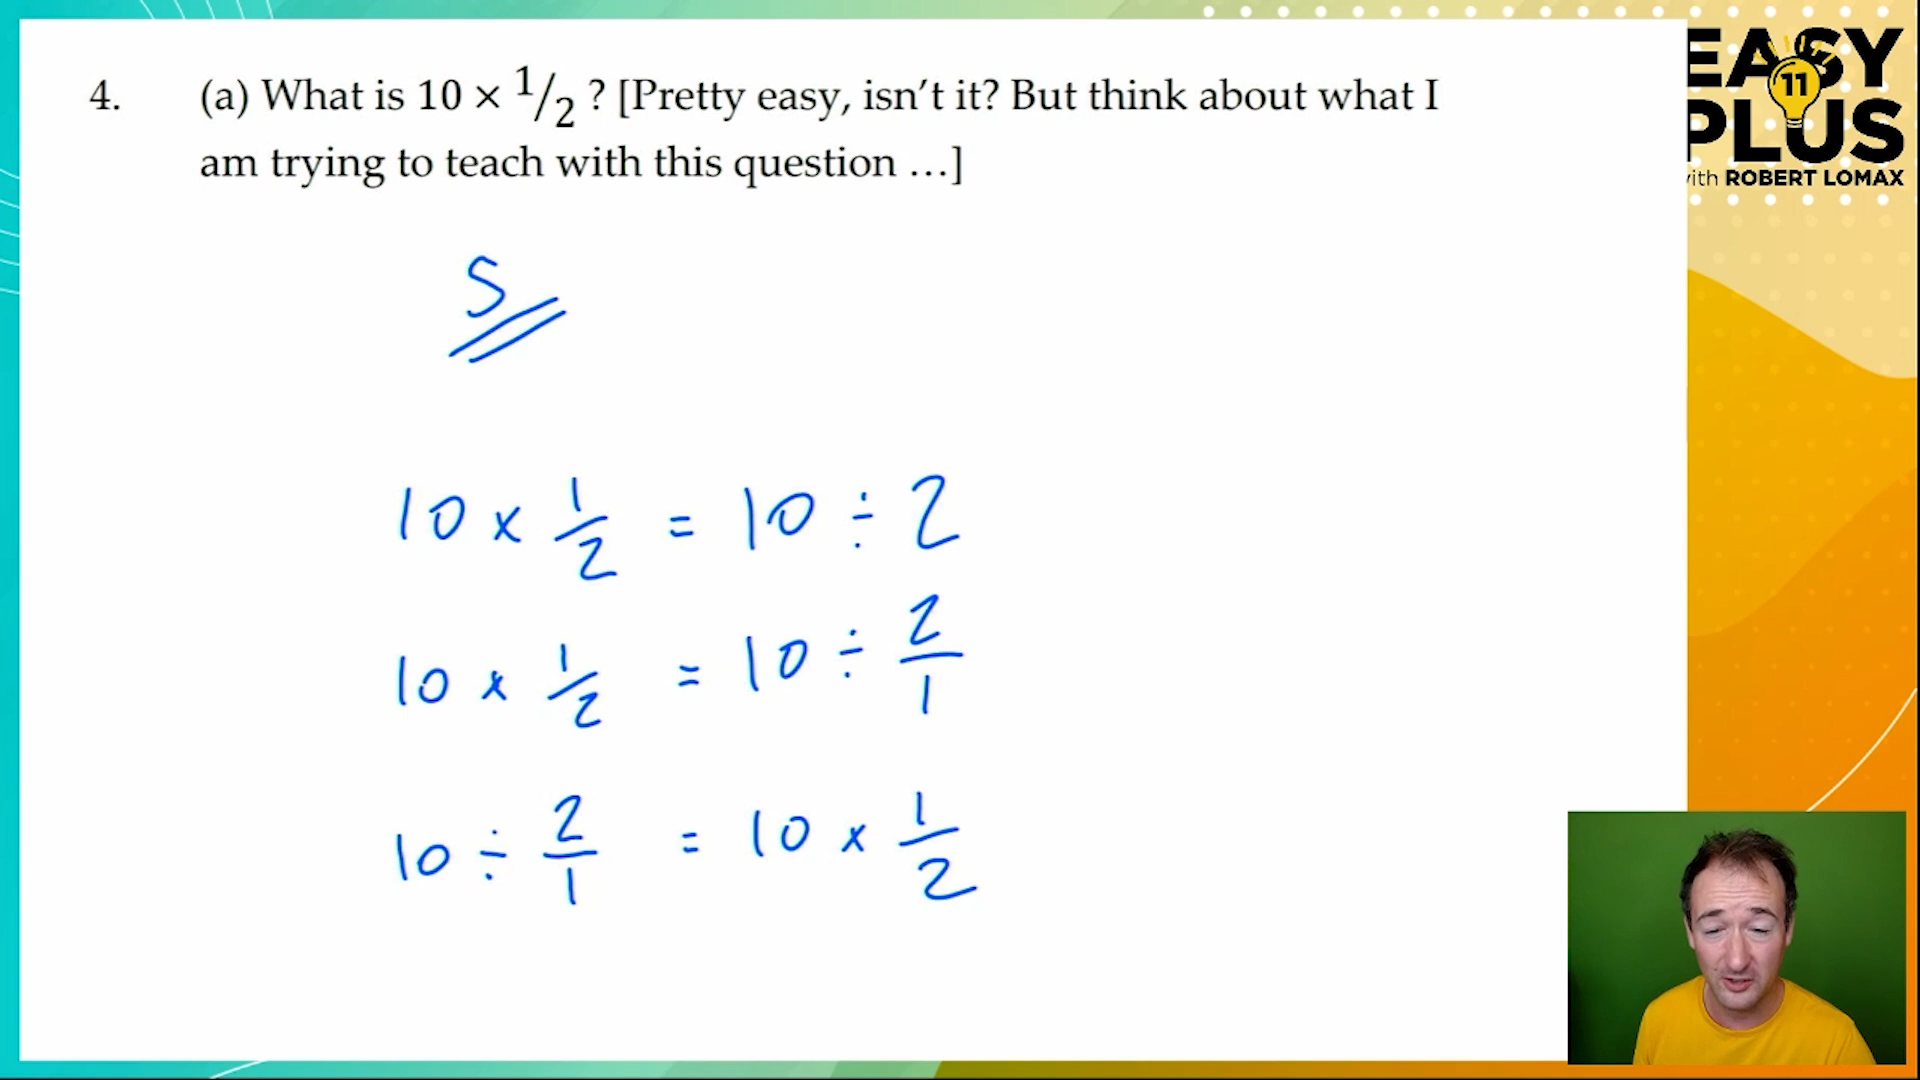 4. (a) What is 10 × 1/2 ? [Pretty easy, isn't it? But think about what I
am trying to teach with this question …]
5
10 × 1/2 = 10 ÷ 2
10 × 1/2 = 10 ÷ 2/1
10 ÷ 2/1 = 10 × 1/2
EASY
11
PLUS
with ROBERT LOMAX